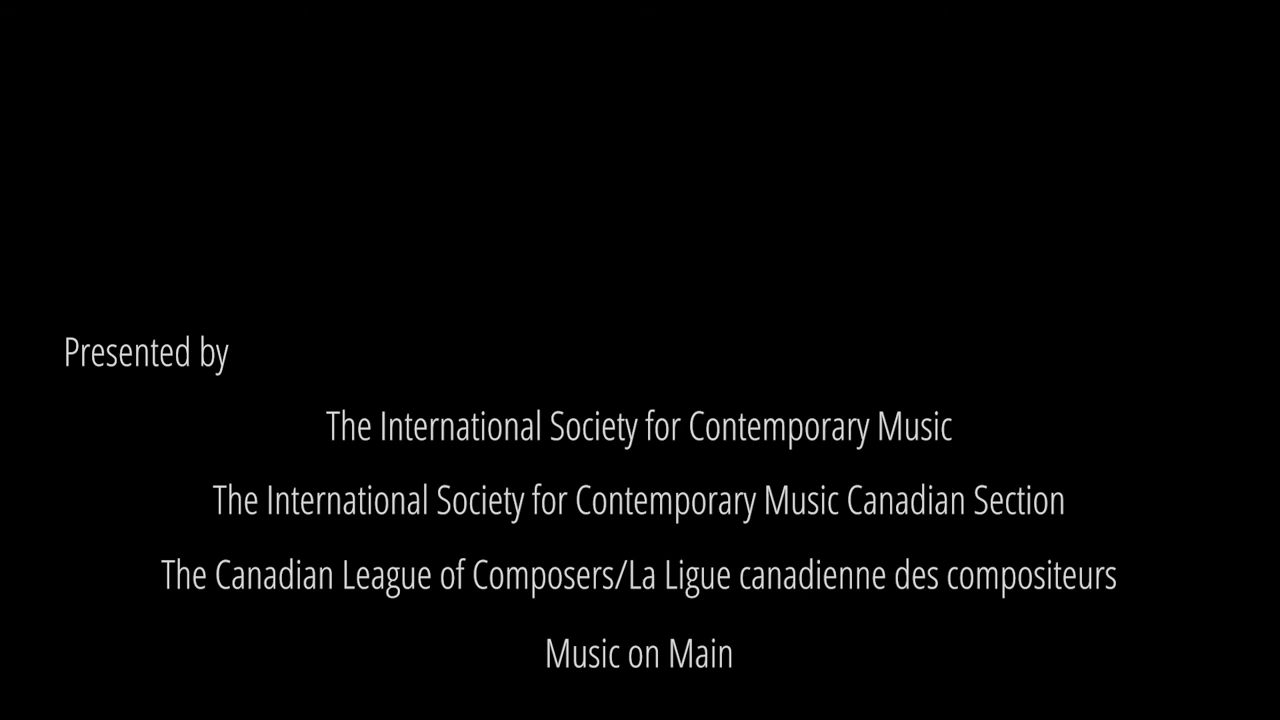 Presented by
The International Society for Contemporary Music
The International Society for Contemporary Music Canadian Section
The Canadian League of Composers/La Ligue canadienne des compositeurs
Music on Main